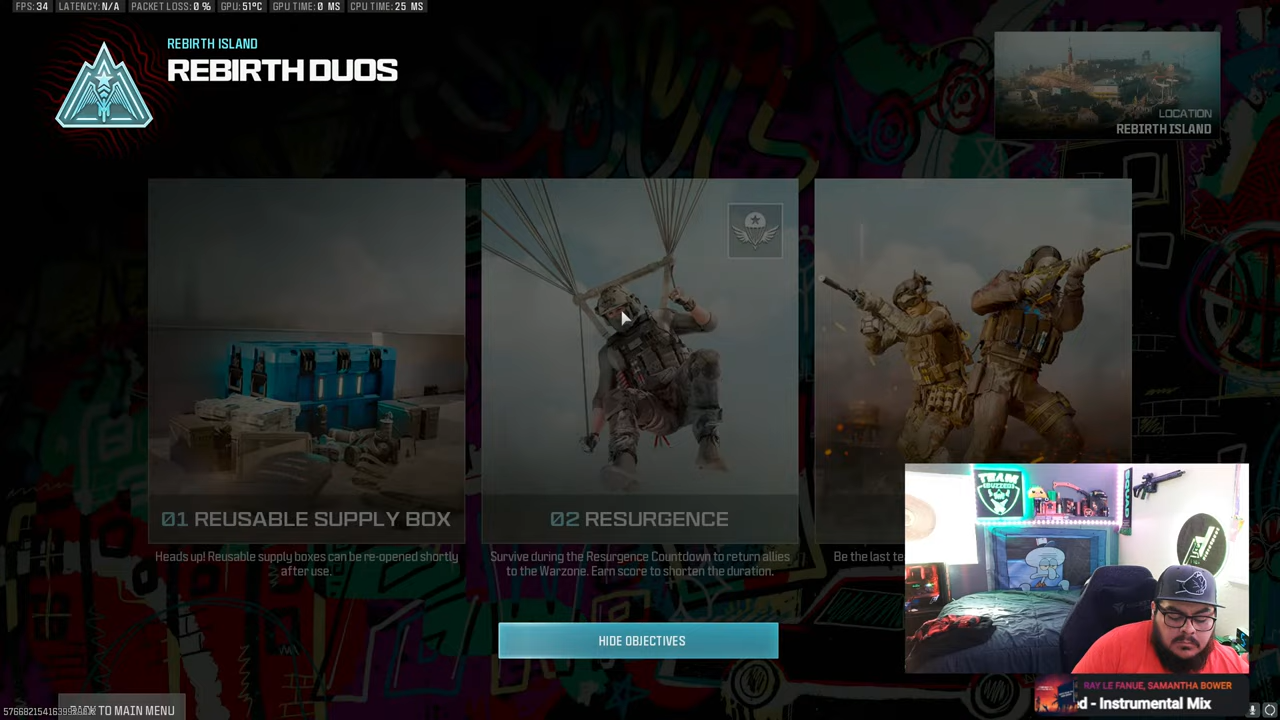 FPS: 34 LATENCY: N/A PACKET LOSS: 0 % GPU: 51°C GPU TIME: 0 MS CPU TIME: 25 MS
REBIRTH ISLAND
REBIRTH DUOS
LOCATION
REBIRTH ISLAND
01 REUSABLE SUPPLY BOX
Heads up! Reusable supply boxes can be re-opened shortly
after use.
02 RESURGENCE
Survive during the Resurgence Countdown to return allies
to the Warzone. Earn score to shorten the duration.
Be the last te
HIDE OBJECTIVES
TEAM
RAY LE FANUE, SAMANTHA BOWER
d - Instrumental Mix
TO MAIN MENU